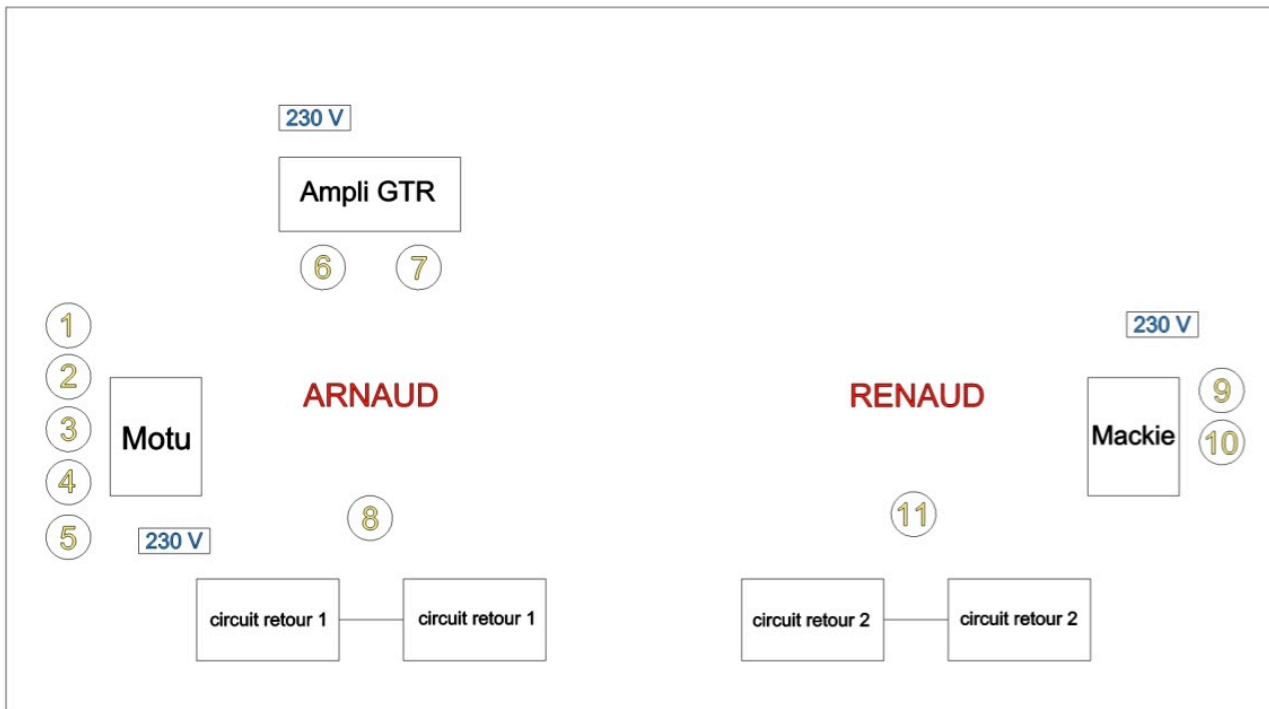 230 V
Ampli GTR
6 7
1
230 V
2
ARNAUD
RENAUD
9
3
Motu
Mackie
10
4
8
11
5
230 V
circuit retour 1
circuit retour 1
circuit retour 2
circuit retour 2